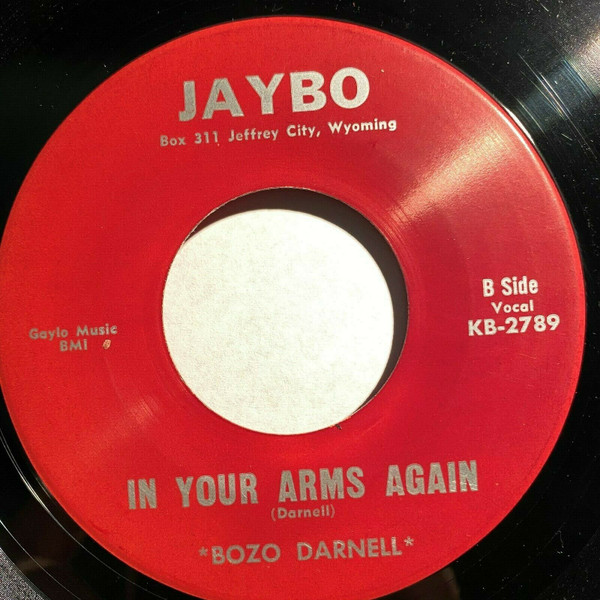 JAYBO
Box 311 Jeffrey City, Wyoming
B Side
Vocal
KB-2789
Gaylo Music
BMI
IN YOUR ARMS AGAIN
(Darnell)
*BOZO DARNELL*